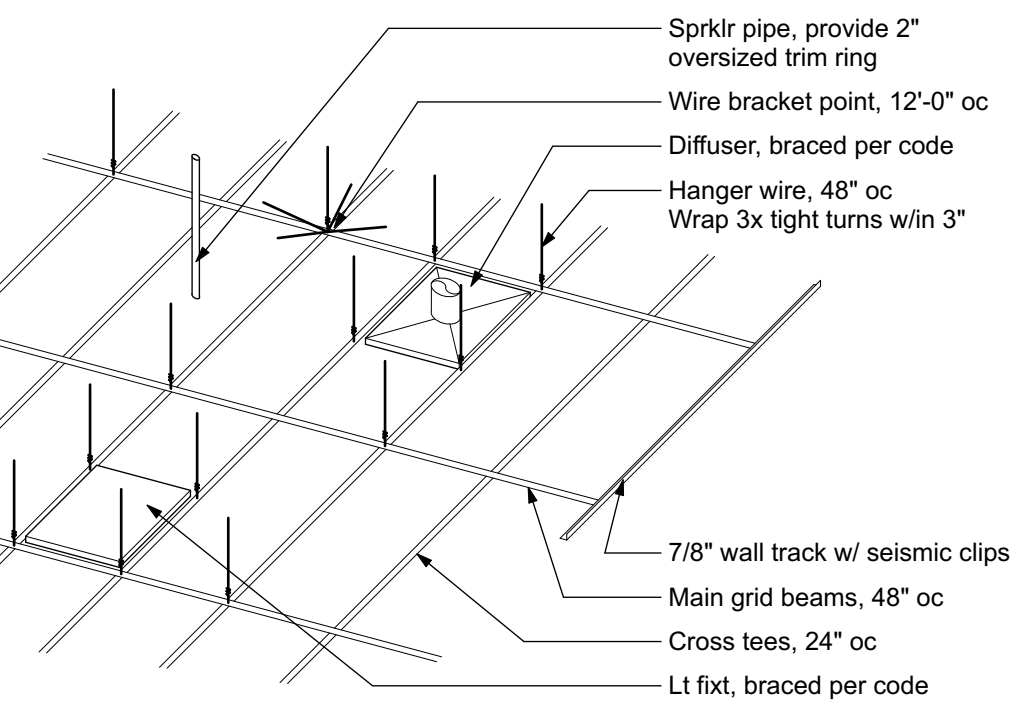 Sprklr pipe, provide 2"
oversized trim ring
Wire bracket point, 12'-0" oc
Diffuser, braced per code
Hanger wire, 48" oc
Wrap 3x tight turns w/in 3"
7/8" wall track w/ seismic clips
Main grid beams, 48" oc
Cross tees, 24" oc
Lt fixt, braced per code